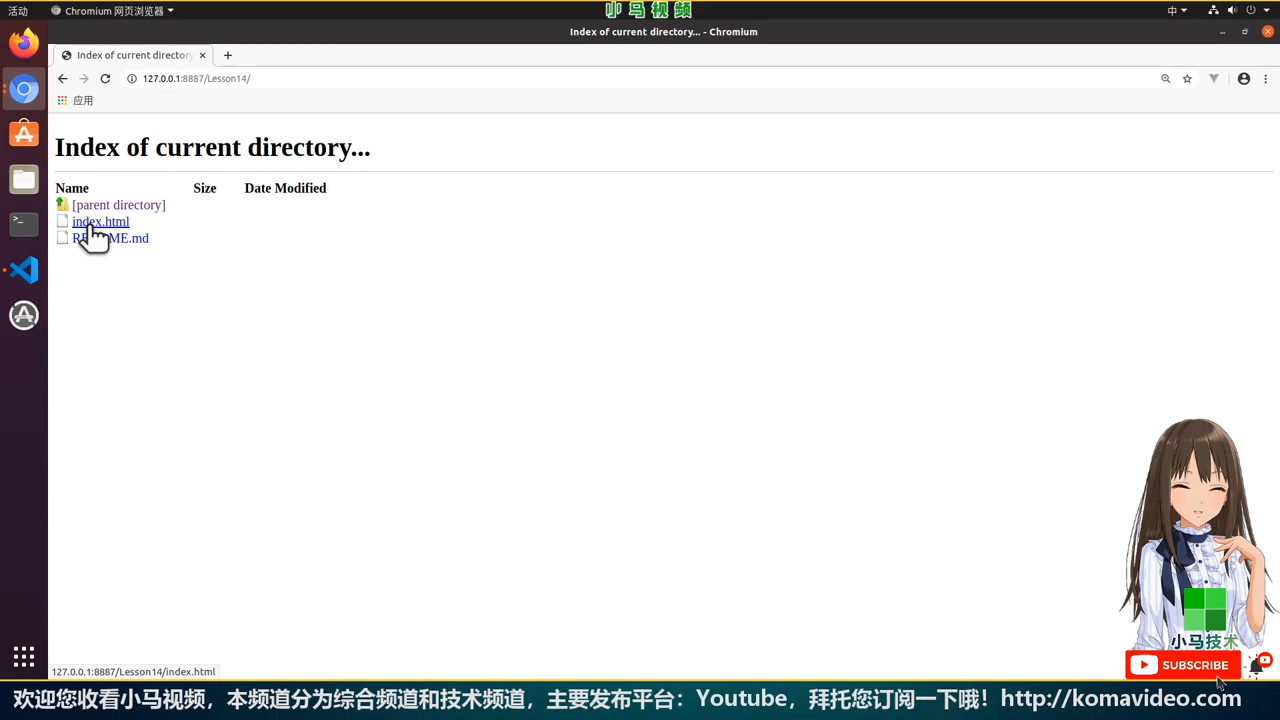 活动
Chromium 网页浏览器
小马视频
中
Index of current directory... - Chromium
Index of current directory
127.0.0.1:8887/Lesson14/
应用
Index of current directory...
Name Size Date Modified
[parent directory]
index.html
README.md
小马技术
SUBSCRIBE
127.0.0.1:8887/Lesson14/index.html
欢迎您收看小马视频，本频道分为综合频道和技术频道，主要发布平台：Youtube，拜托您订阅一下哦！http://komavideo.com